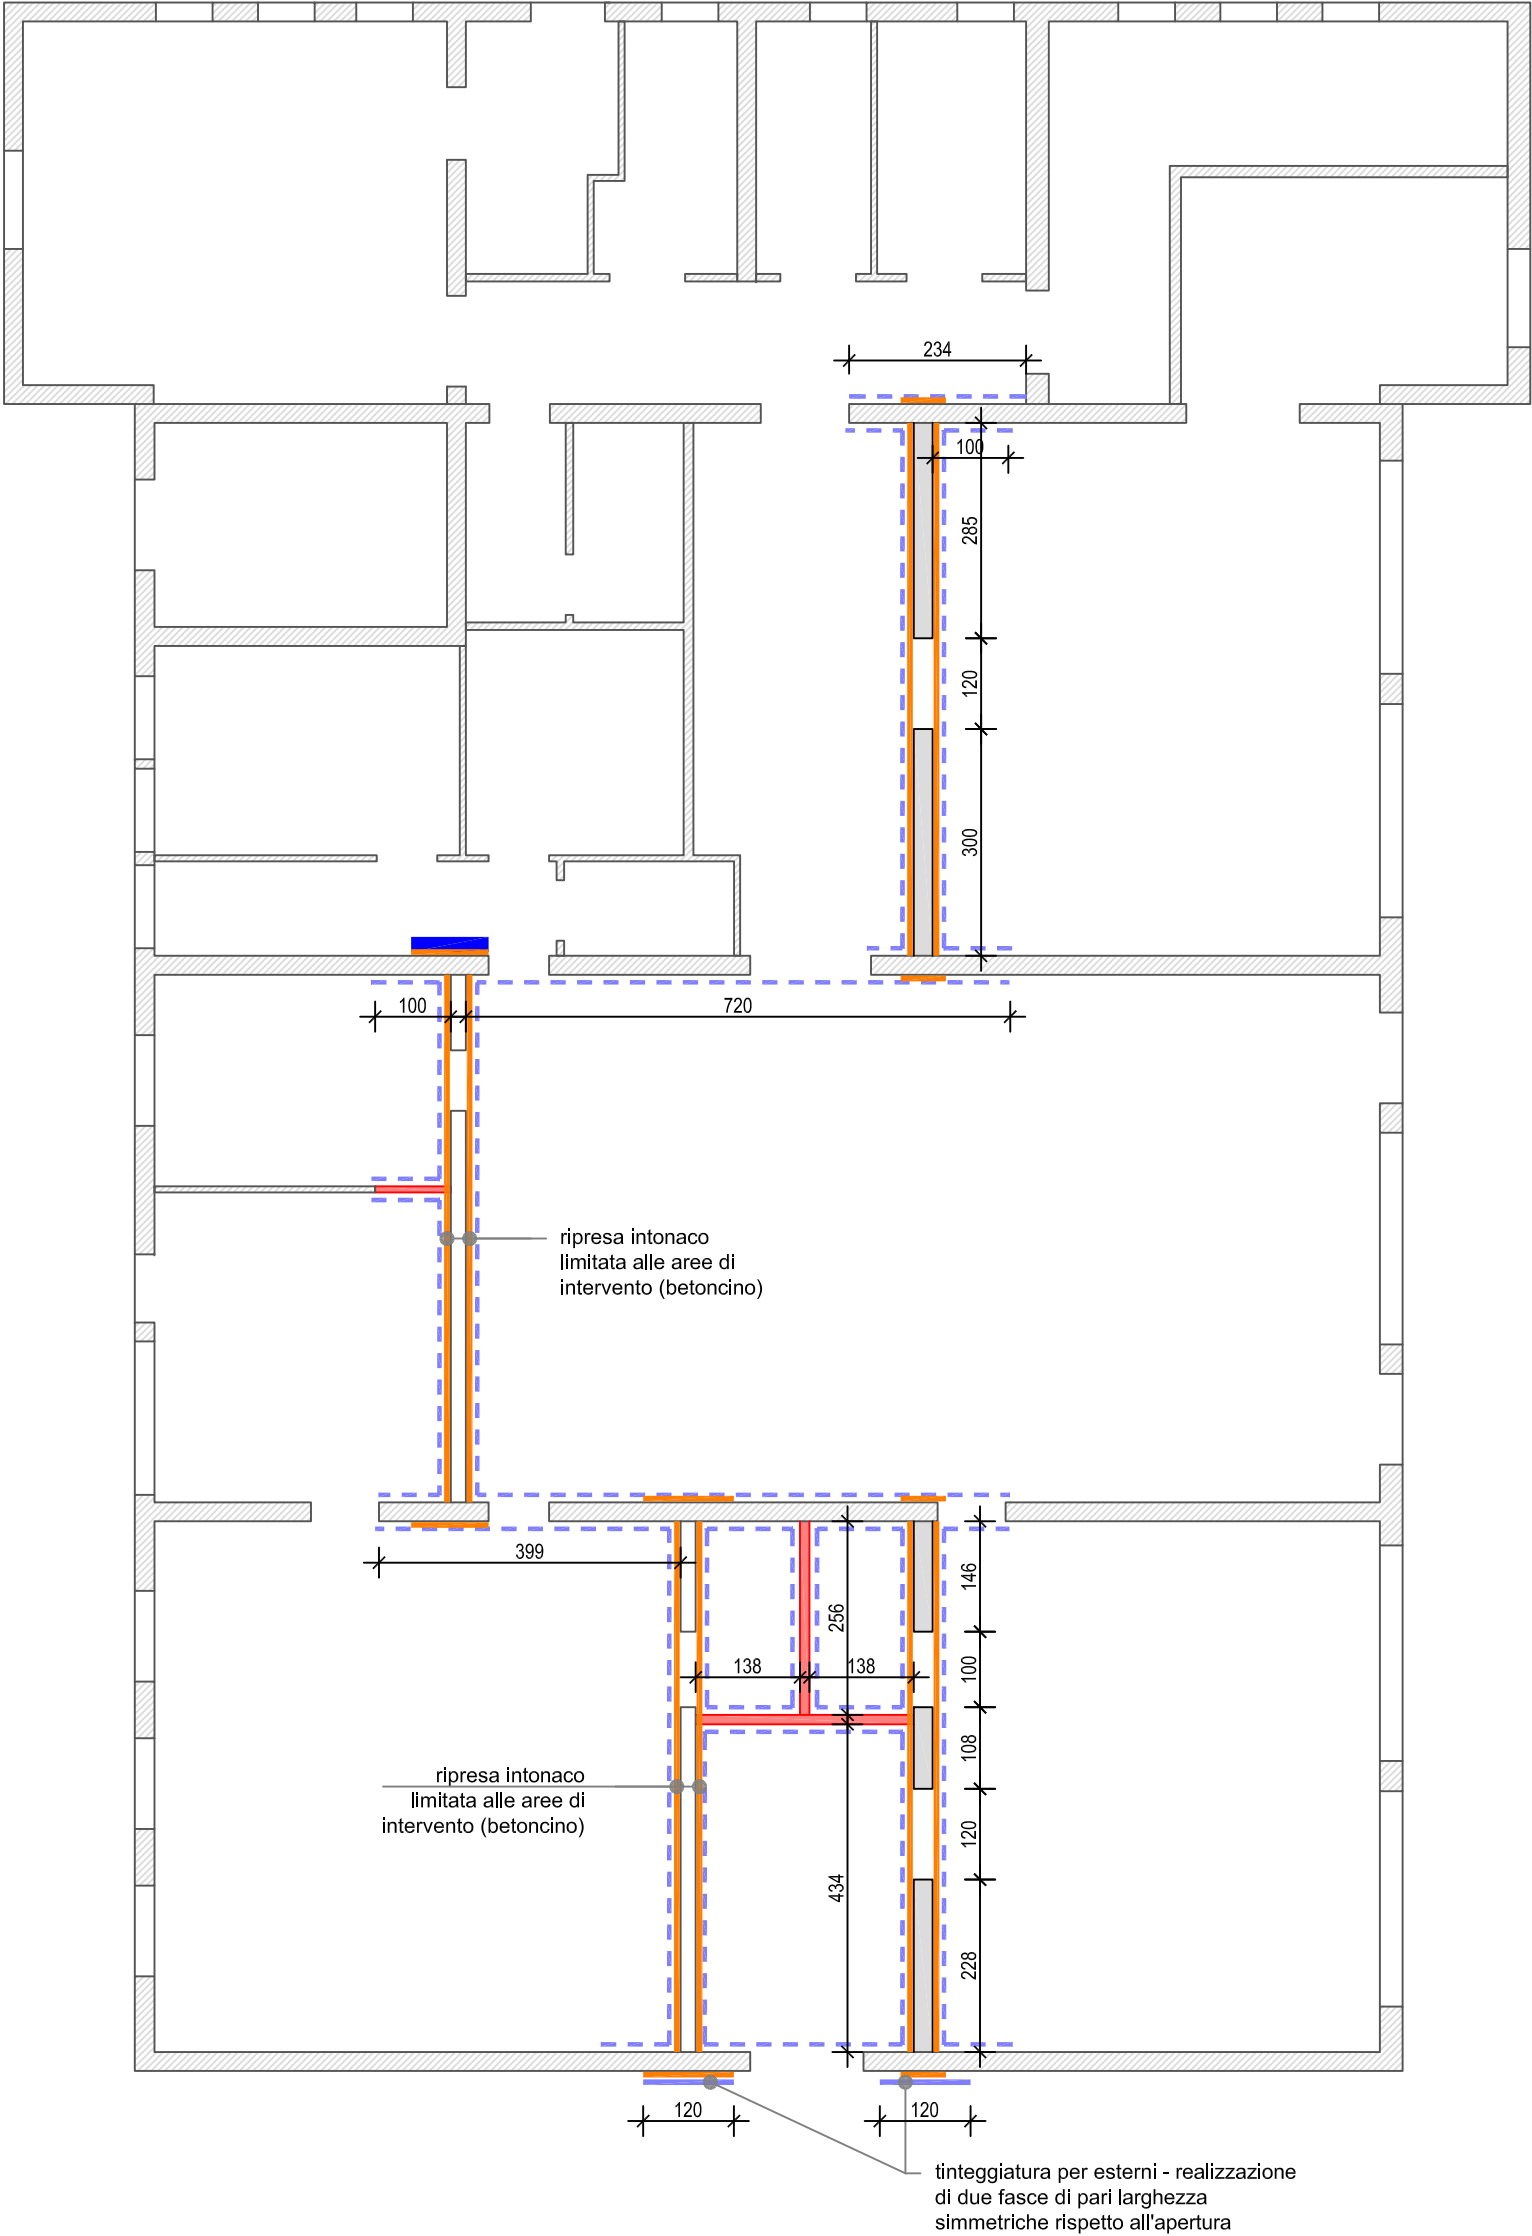 234
100
285
120
300
100
720
ripresa intonaco
limitata alle aree di
intervento (betoncino)
399
256
146
138
138
100
108
ripresa intonaco
limitata alle aree di
intervento (betoncino)
120
434
228
120
120
tinteggiatura per esterni - realizzazione
di due fasce di pari larghezza
simmetriche rispetto all'apertura